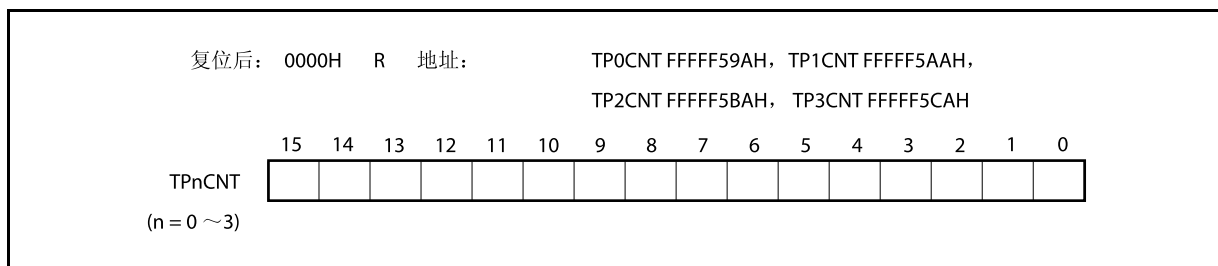 复位后： 0000H R 地址： TP0CNT FFFFF59AH， TP1CNT FFFFF5AAH，
TP2CNT FFFFF5BAH， TP3CNT FFFFF5CAH
15 14 13 12 11 10 9 8 7 6 5 4 3 2 1 0
TPnCNT
(n = 0 ～3)